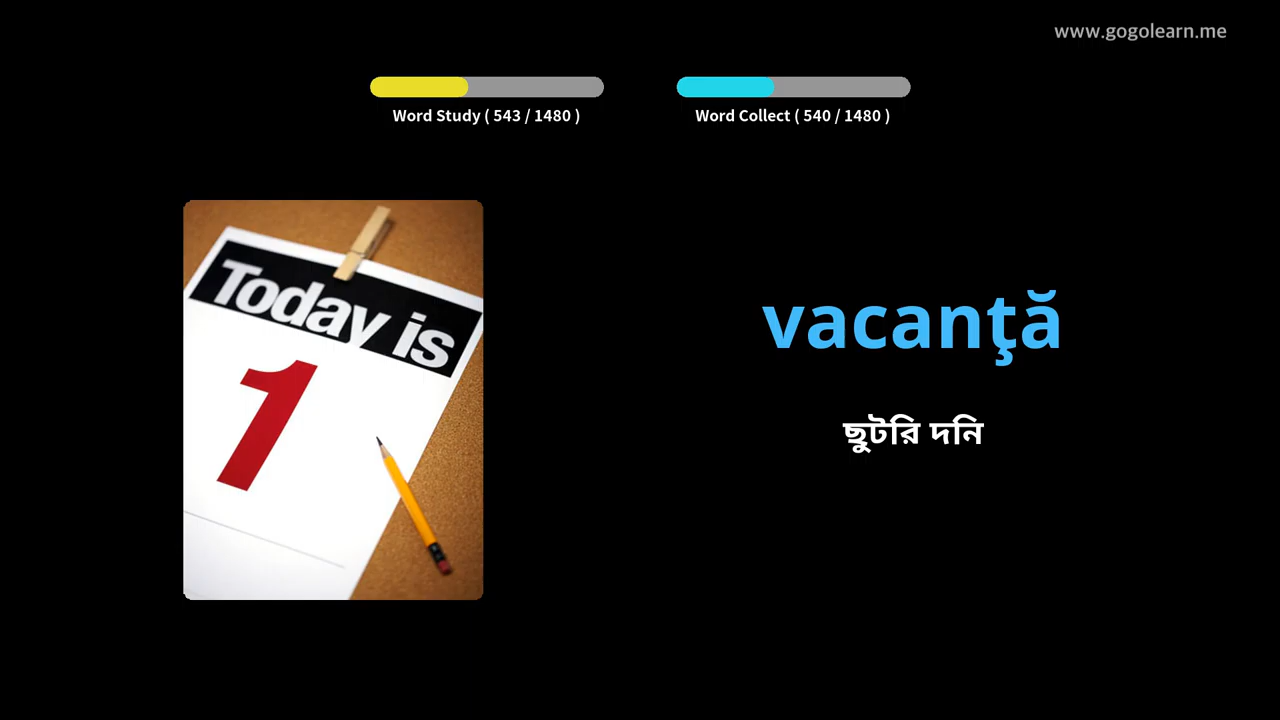 www.gogolearn.me
Word Study ( 543 / 1480 )
Word Collect ( 540 / 1480 )
Today is
1
vacanţă
ছুটরি দনি